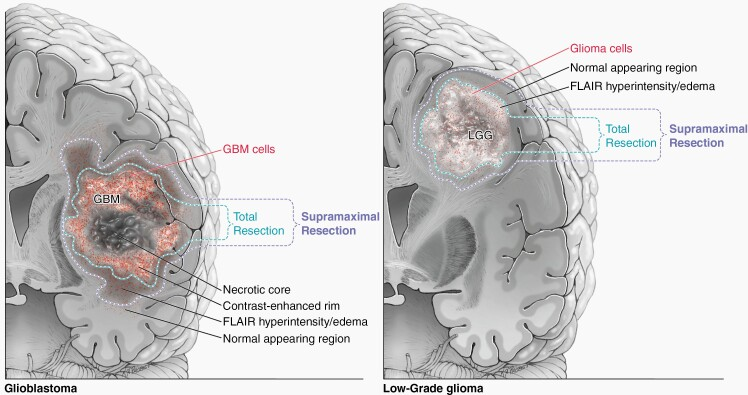 GBM cells
GBM
Total
Resection
Supramaximal
Resection
Necrotic core
Contrast-enhanced rim
FLAIR hyperintensity/edema
Normal appearing region
Glioblastoma
Glioma cells
Normal appearing region
FLAIR hyperintensity/edema
LGG
Total
Resection
Supramaximal
Resection
Low-Grade glioma